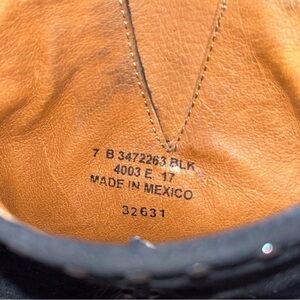 7 B 3472263 BLK
4003 E 17
MADE IN MEXICO
32631